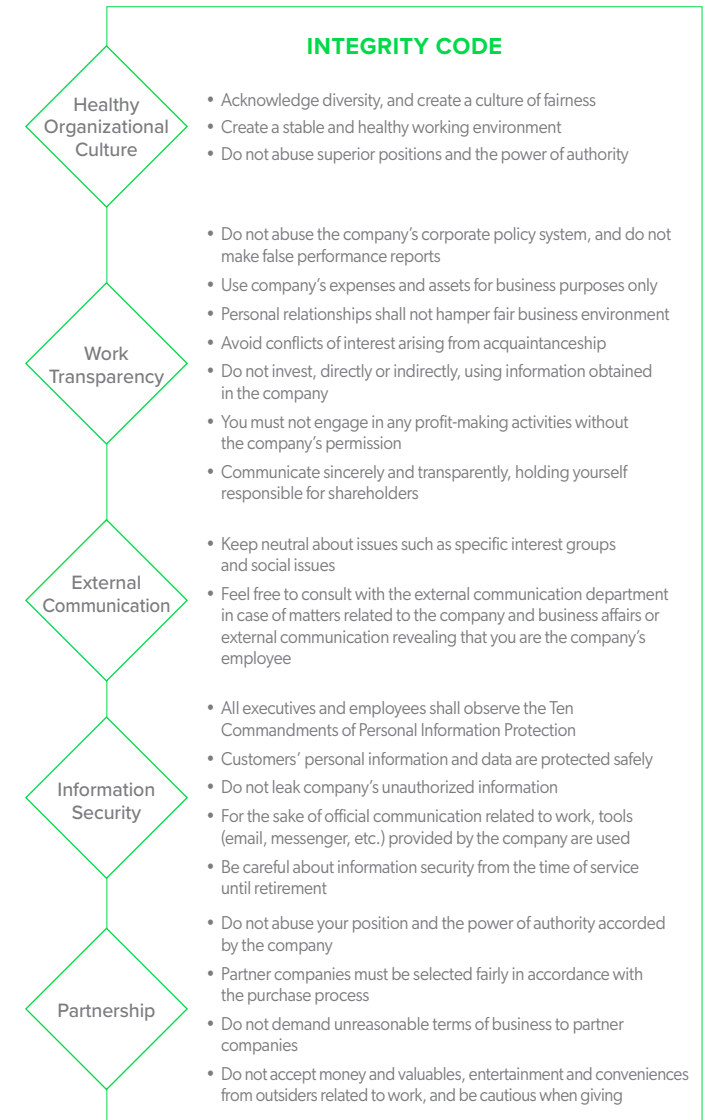 INTEGRITY CODE
Healthy
Organizational
Culture
• Acknowledge diversity, and create a culture of fairness
• Create a stable and healthy working environment
• Do not abuse superior positions and the power of authority
Work
Transparency
• Do not abuse the company's corporate policy system, and do not
make false performance reports
• Use company's expenses and assets for business purposes only
• Personal relationships shall not hamper fair business environment
• Avoid conflicts of interest arising from acquaintanceship
• Do not invest, directly or indirectly, using information obtained
in the company
• You must not engage in any profit-making activities without
the company's permission
• Communicate sincerely and transparently, holding yourself
responsible for shareholders
External
Communication
• Keep neutral about issues such as specific interest groups
and social issues
• Feel free to consult with the external communication department
in case of matters related to the company and business affairs or
external communication revealing that you are the company's
employee
Information
Security
• All executives and employees shall observe the Ten
Commandments of Personal Information Protection
• Customers' personal information and data are protected safely
• Do not leak company's unauthorized information
• For the sake of official communication related to work, tools
(email, messenger, etc.) provided by the company are used
• Be careful about information security from the time of service
until retirement
Partnership
• Do not abuse your position and the power of authority accorded
by the company
• Partner companies must be selected fairly in accordance with
the purchase process
• Do not demand unreasonable terms of business to partner
companies
• Do not accept money and valuables, entertainment and conveniences
from outsiders related to work, and be cautious when giving